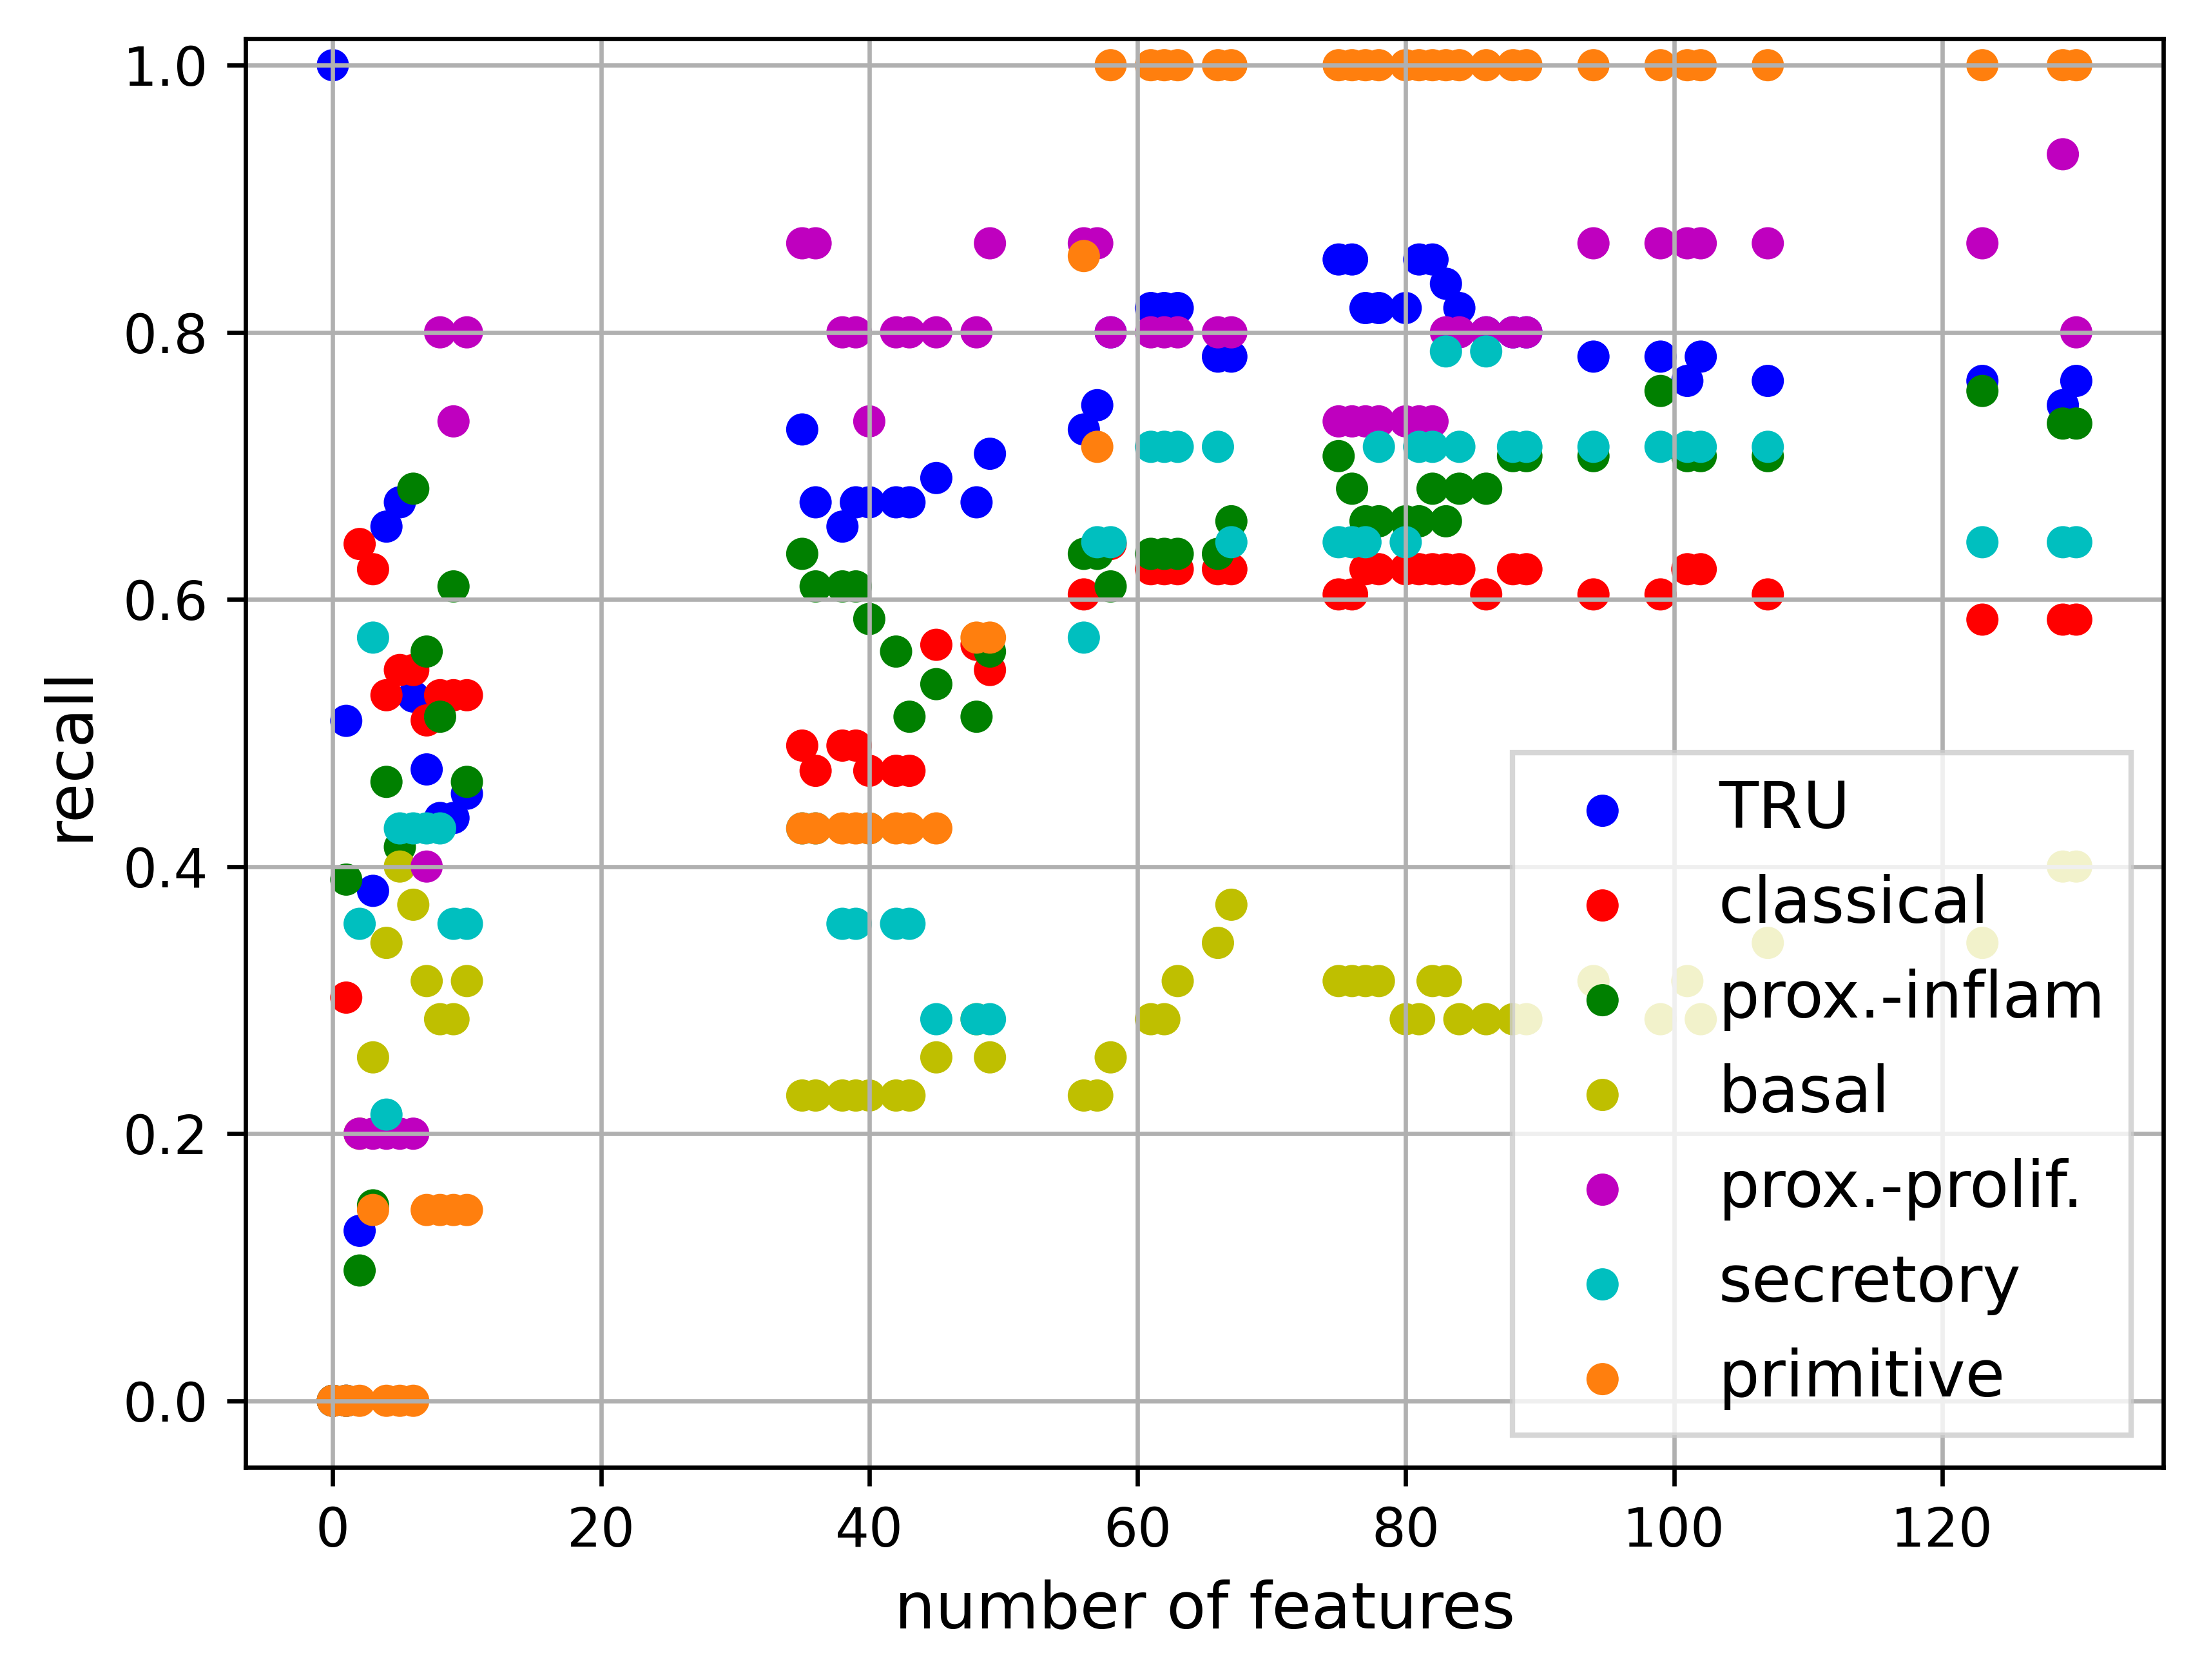 1.0
0.8
0.6
0.4
0.2
0.0
recall
0
20
40
60
80
100
120
number of features
TRU
classical
prox.-inflam
basal
prox.-prolif.
secretory
primitive